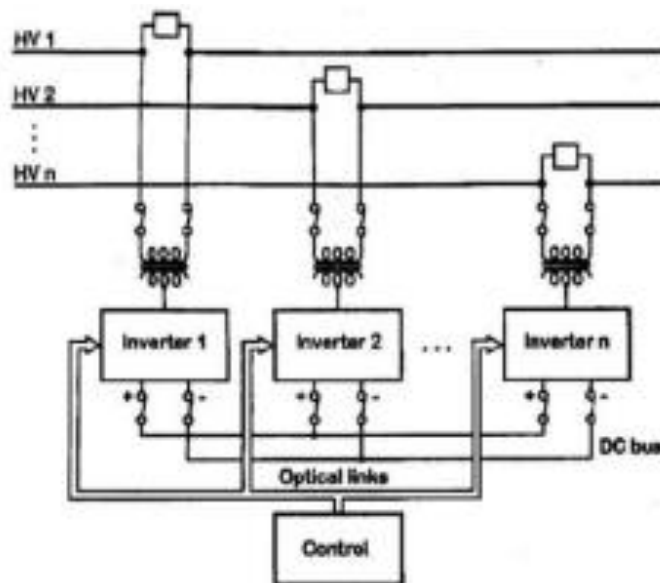 HV 1
HV 2
HV n
Inverter 1
Inverter 2
...
Inverter n
+ -
+ -
+ -
DC bus
Optical links
Control